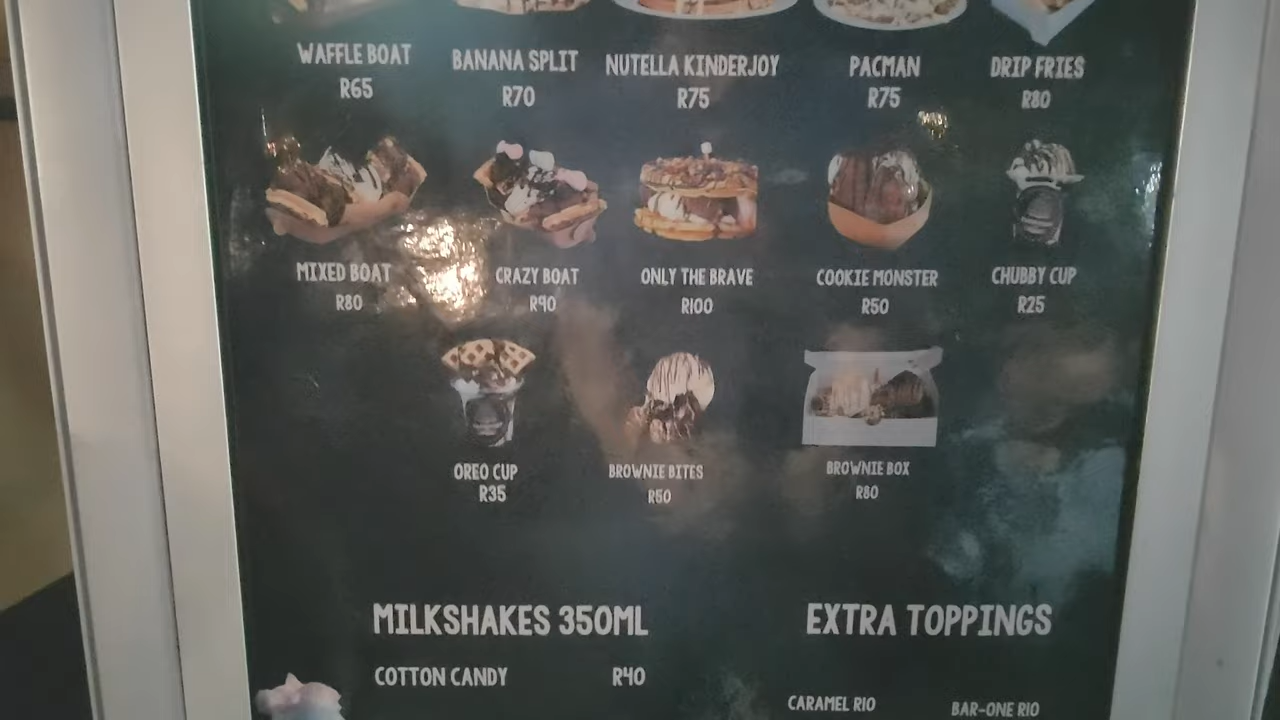 WAFFLE BOAT BANANA SPLIT NUTELLA KINDERJOY PACMAN DRIP FRIES
R65 R70 R75 R75 R80
MIXED BOAT CRAZY BOAT ONLY THE BRAVE COOKIE MONSTER CHUBBY CUP
R80 R90 R100 R50 R25
OREO CUP BROWNIE BITES BROWNIE BOX
R35 R50 R80
MILKSHAKES 350ML EXTRA TOPPINGS
COTTON CANDY R40
CARAMEL R10 BAR-ONE R10